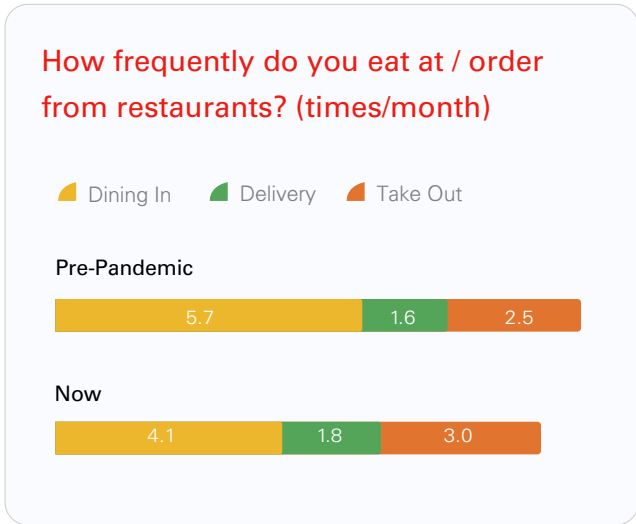 How frequently do you eat at / order
from restaurants? (times/month)
Dining In Delivery Take Out
Pre-Pandemic
5.7 1.6 2.5
Now
4.1 1.8 3.0